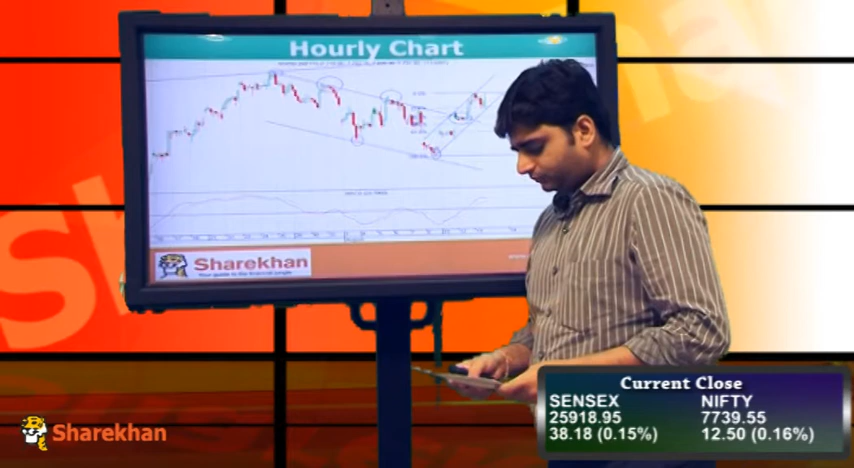 Hourly Chart
Sharekhan
Your guide to the financial jungle
www.
Sharekhan
Current Close
SENSEX NIFTY
25918.95 7739.55
38.18 (0.15%) 12.50 (0.16%)